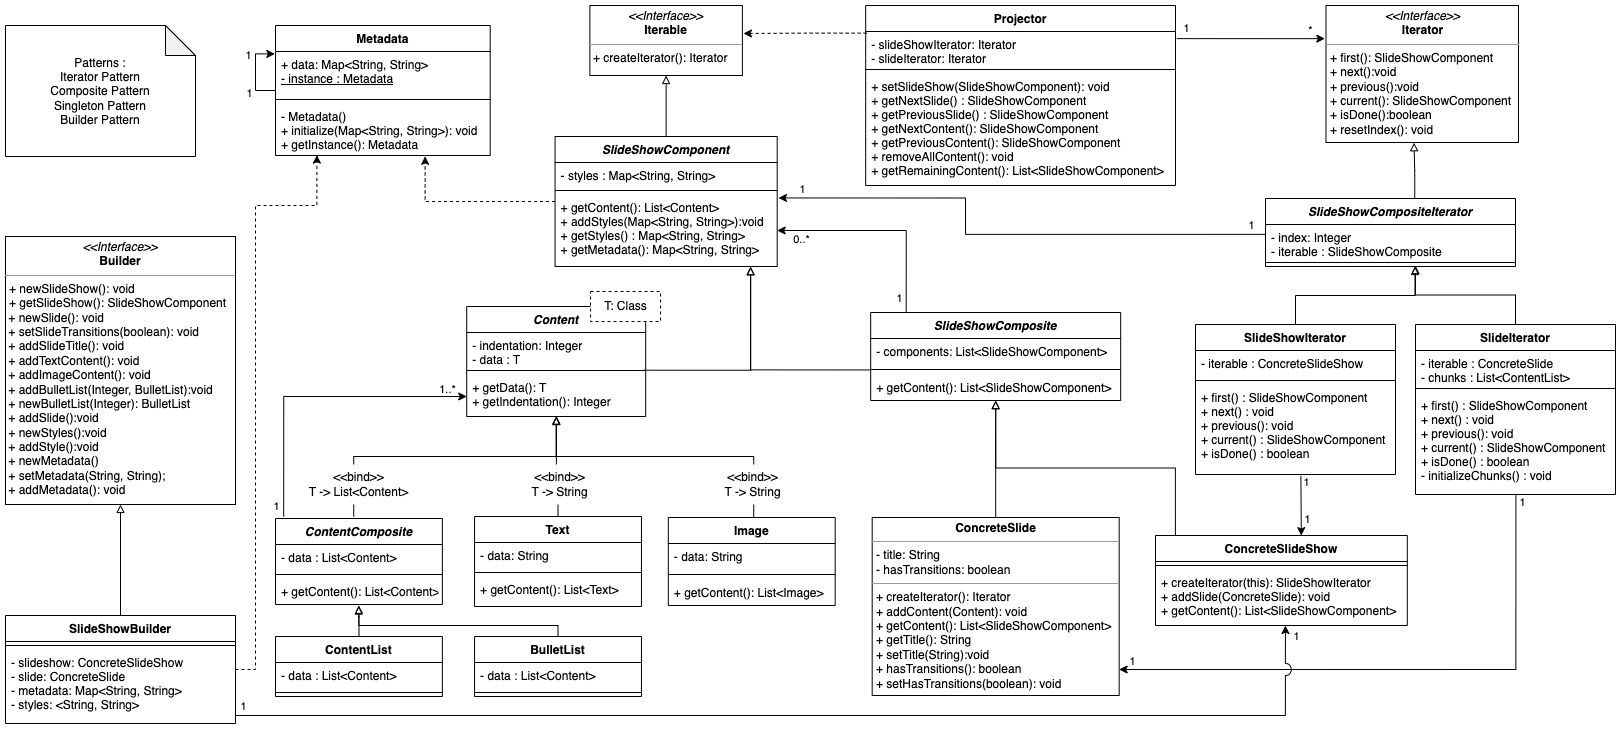 Patterns :
Iterator Pattern
Composite Pattern
Singleton Pattern
Builder Pattern
Metadata
+ data: Map<String, String>
- instance : Metadata
- Metadata()
+ initialize(Map<String, String>): void
+ getInstance(): Metadata
1
1
<<Interface>>
Iterable
+ createIterator(): Iterator
Projector
- slideShowIterator: Iterator
- slideIterator: Iterator
+ setSlideShow(SlideShowComponent): void
+ getNextSlide() : SlideShowComponent
+ getPreviousSlide() : SlideShowComponent
+ getNextContent(): SlideShowComponent
+ getPreviousContent(): SlideShowComponent
+ removeAllContent(): void
+ getRemainingContent(): List<SlideShowComponent>
1
*
<<Interface>>
Iterator
+ first(): SlideShowComponent
+ next():void
+ previous():void
+ current(): SlideShowComponent
+ isDone():boolean
+ resetIndex(): void
SlideShowComponent
- styles : Map<String, String>
+ getContent(): List<Content>
+ addStyles(Map<String, String>):void
+ getStyles() : Map<String, String>
+ getMetadata(): Map<String, String>
1
0..*
1
SlideShowCompositeIterator
- index: Integer
- iterable : SlideShowComposite
<<Interface>>
Builder
+ newSlideShow(): void
+ getSlideShow(): SlideShowComponent
+ newSlide(): void
+ setSlideTransitions(boolean): void
+ addSlideTitle(): void
+ addTextContent(): void
+ addImageContent(): void
+ addBulletList(Integer, BulletList):void
+ newBulletList(Integer): BulletList
+ addSlide():void
+ newStyles():void
+ addStyle():void
+ newMetadata()
+ setMetadata(String, String);
+ addMetadata(): void
T: Class
Content
- indentation: Integer
- data : T
+ getData(): T
+ getIndentation(): Integer
1..*
1
1
SlideShowComposite
- components: List<SlideShowComponent>
+ getContent(): List<SlideShowComponent>
SlideShowIterator
- iterable : ConcreteSlideShow
+ first() : SlideShowComponent
+ next() : void
+ previous(): void
+ current() : SlideShowComponent
+ isDone() : boolean
1
1
SlideIterator
- iterable : ConcreteSlide
- chunks : List<ContentList>
+ first() : SlideShowComponent
+ next() : void
+ previous(): void
+ current() : SlideShowComponent
+ isDone() : boolean
- initializeChunks() : void
1
<<bind>>
T -> List<Content>
<<bind>>
T -> String
<<bind>>
T -> String
ContentComposite
- data : List<Content>
+ getContent(): List<Content>
Text
- data: String
+ getContent(): List<Text>
Image
- data: String
+ getContent(): List<Image>
ConcreteSlide
- title: String
- hasTransitions: boolean
+ createIterator(): Iterator
+ addContent(Content): void
+ getContent(): List<SlideShowComponent>
+ getTitle(): String
+ setTitle(String):void
+ hasTransitions(): boolean
+ setHasTransitions(boolean): void
1
ConcreteSlideShow
+ createIterator(this): SlideShowIterator
+ addSlide(ConcreteSlide): void
+ getContent(): List<SlideShowComponent>
1
SlideShowBuilder
- slideshow: ConcreteSlideShow
- slide: ConcreteSlide
- metadata: Map<String, String>
- styles: <String, String>
1
ContentList
- data : List<Content>
BulletList
- data : List<Content>